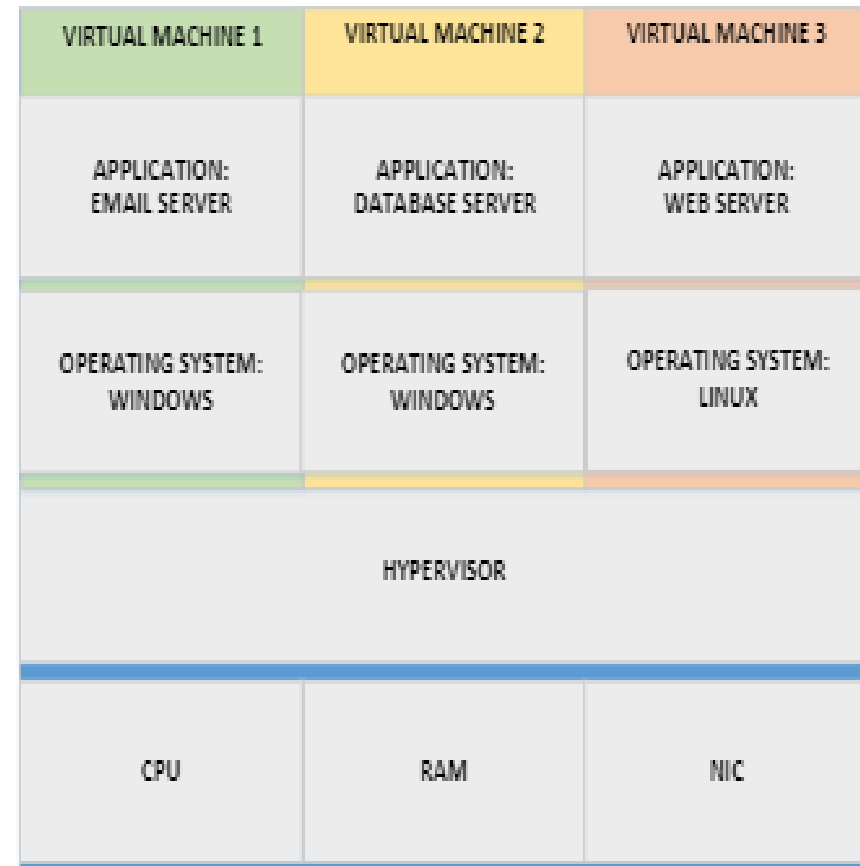 VIRTUAL MACHINE 1
VIRTUAL MACHINE 2
VIRTUAL MACHINE 3
APPLICATION:
EMAIL SERVER
APPLICATION:
DATABASE SERVER
APPLICATION:
WEB SERVER
OPERATING SYSTEM:
WINDOWS
OPERATING SYSTEM:
WINDOWS
OPERATING SYSTEM:
LINUX
HYPERVISOR
CPU
RAM
NIC